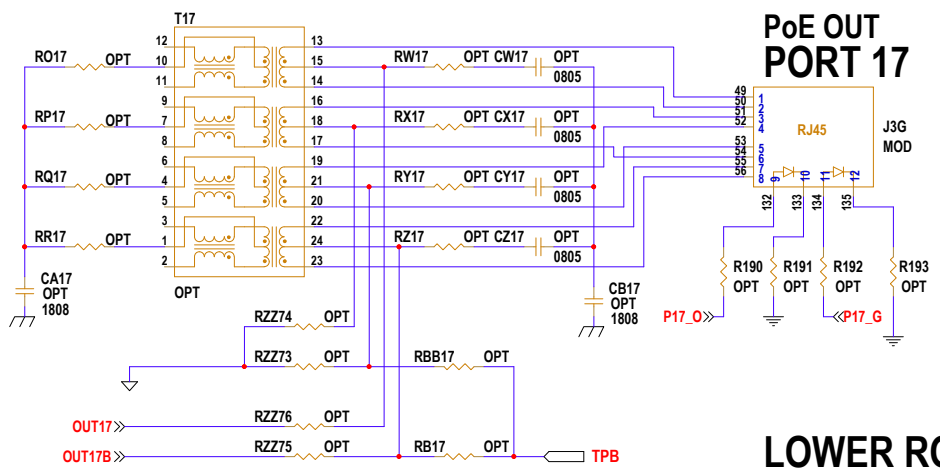 T17
PoE OUT
PORT 17
12 13
RO17 OPT 10 15 RW17 OPT CW17 OPT
11 14 0805
9 16
RP17 OPT 7 18 RX17 OPT CX17 OPT
8 17 0805
6 19
RQ17 OPT 4 21 RY17 OPT CY17 OPT
5 20 0805
3 22
RR17 OPT 1 24 RZ17 OPT CZ17 OPT
2 23 0805
49 1
50 2
51 3
52 4
53 5
54 6
55 7
56 8
RJ45
J3G
MOD
9 10 11 12
132 133 134 135
CA17
OPT
1808
OPT
CB17
OPT
1808
R190
OPT
R191
OPT
R192
OPT
R193
OPT
P17_O
P17_G
RZZ74 OPT
RZZ73 OPT RBB17 OPT
OUT17 RZZ76 OPT
OUT17B RZZ75 OPT RB17 OPT TPB
LOWER RO